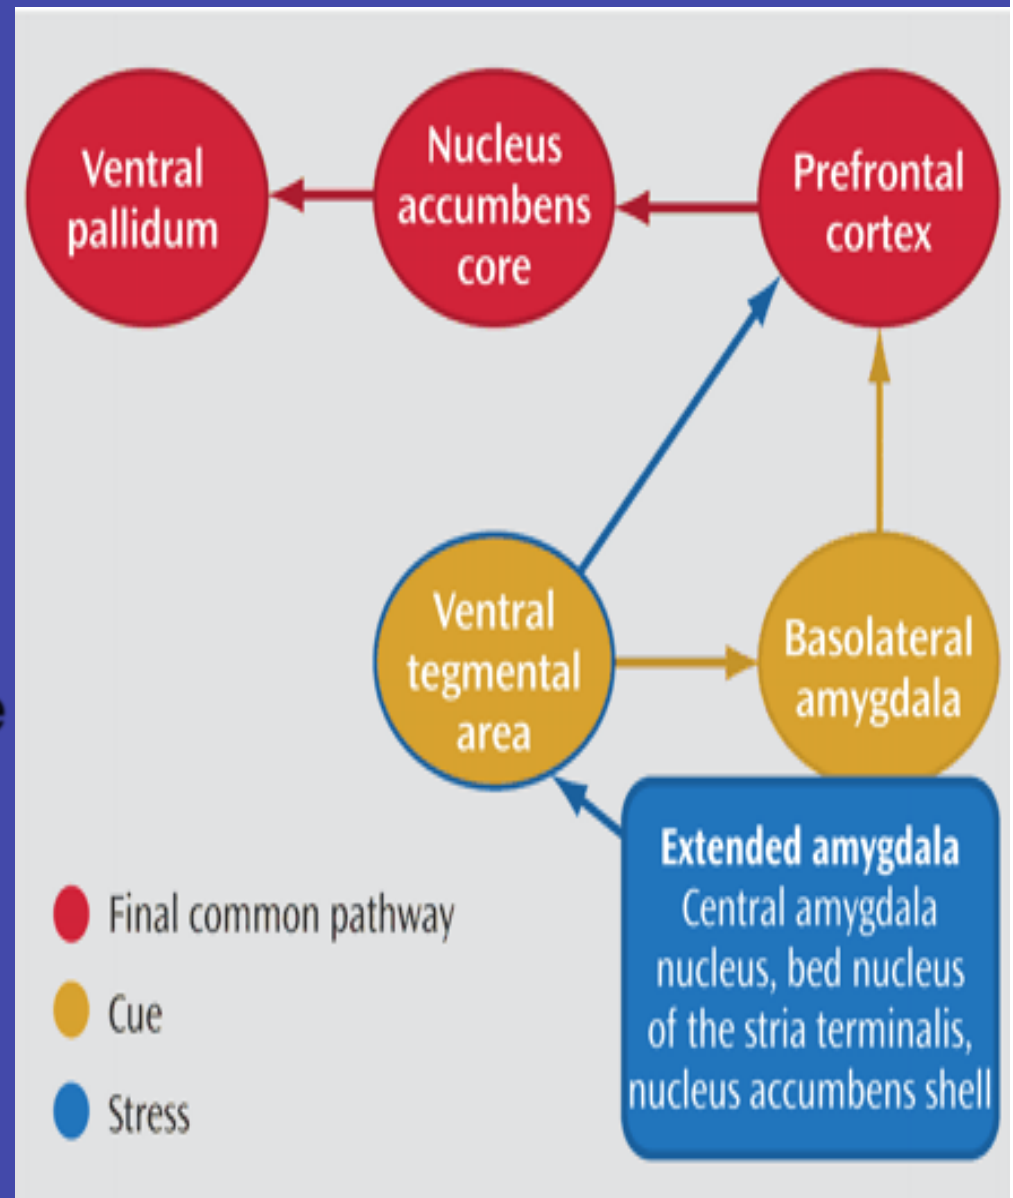 Ventral
pallidum
Nucleus
accumbens
core
Prefrontal
cortex
Ventral
tegmental
area
Basolateral
amygdala
Extended amygdala
Central amygdala
nucleus, bed nucleus
of the stria terminalis,
nucleus accumbens shell
Final common pathway
Cue
Stress